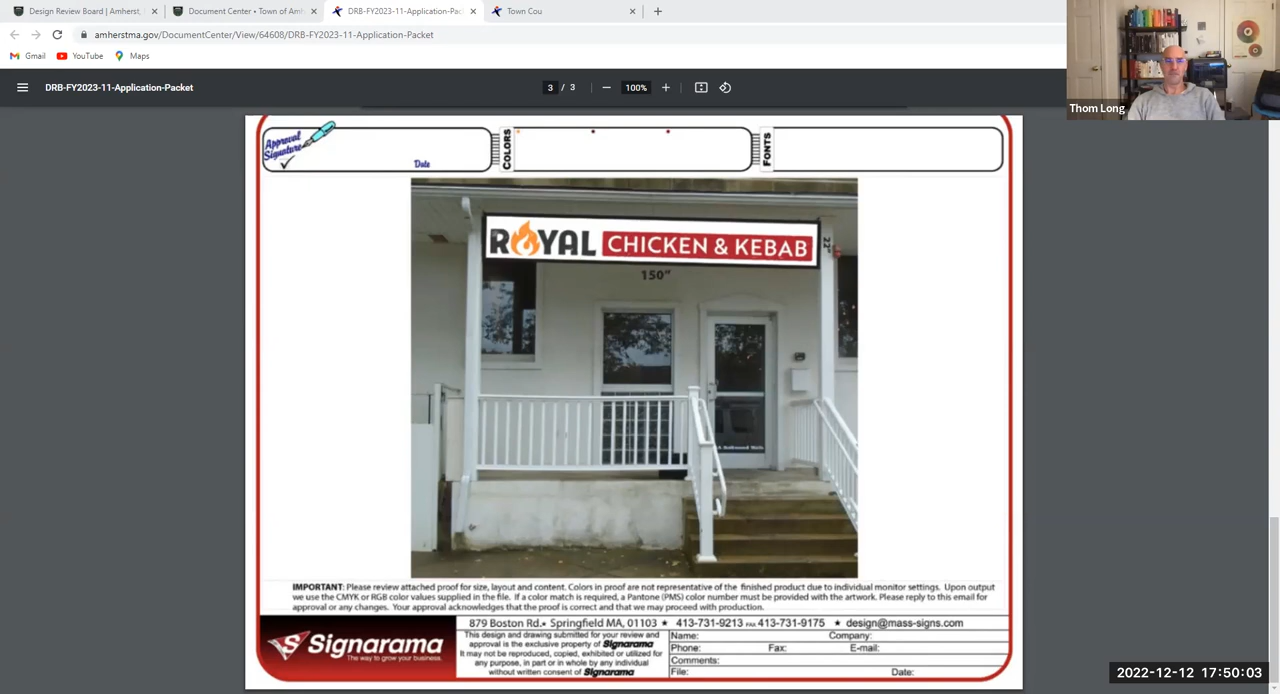 Design Review Board | Amherst,
Document Center • Town of Amh
DRB-FY2023-11-Application-Pac
Town Cou
amherstma.gov/DocumentCenter/View/64608/DRB-FY2023-11-Application-Packet
Gmail
YouTube
Maps
DRB-FY2023-11-Application-Packet
3 / 3
100%
Thom Long
Approval
Signature
Date
COLORS
FONTS
ROYAL CHICKEN & KEBAB
22"
150"
IMPORTANT: Please review attached proof for size, layout and content. Colors in proof are not representative of the finished product due to individual monitor settings. Upon output
we use the CMYK or RGB color values supplied in the file. If a color match is required, a Pantone (PMS) color number must be provided with the artwork. Please reply to this email for
approval or any changes. Your approval acknowledges that the proof is correct and that we may proceed with production.
Signarama
The way to grow your business.
879 Boston Rd. • Springfield MA, 01103 ★ 413-731-9213 FAX 413-731-9175 ★ design@mass-signs.com
This design and drawing submitted for your review and
approval is the exclusive property of Signarama
It may not be reproduced, copied, exhibited or utilized for
any purpose, in part or in whole by any individual
without written consent of Signarama
Name: Company:
Phone: Fax: E-mail:
Comments:
File: Date:
2022-12-12 17:50:03